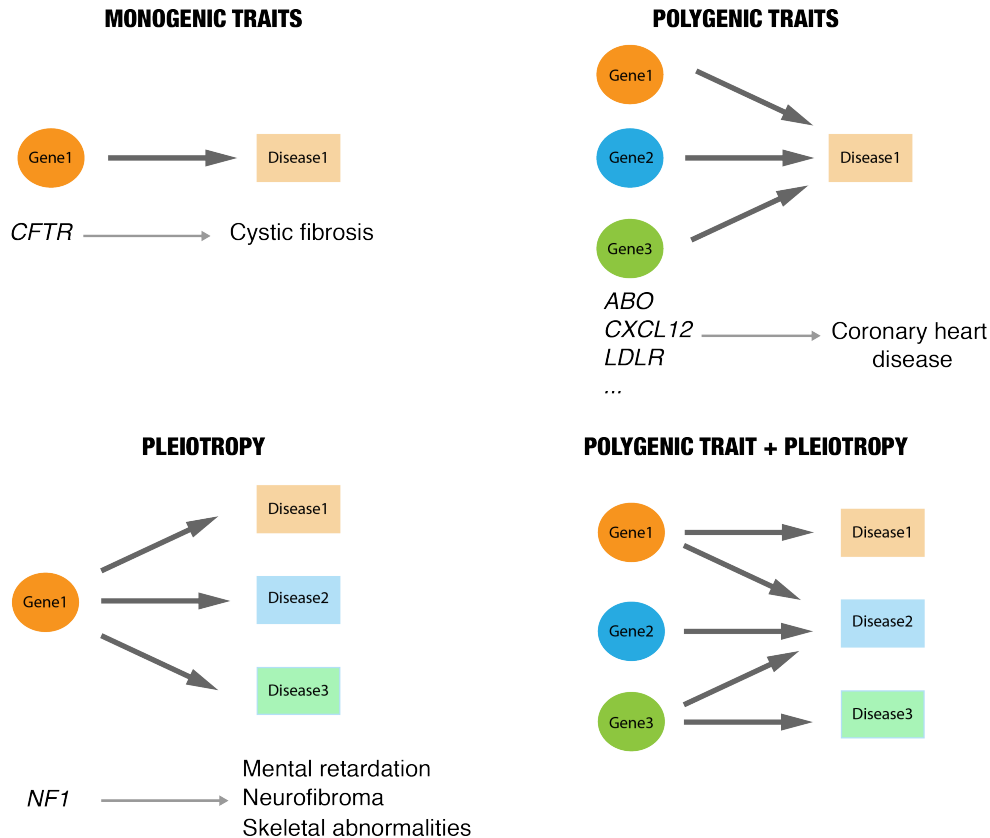 MONOGENIC TRAITS
Gene1
Disease1
CFTR
Cystic fibrosis
POLYGENIC TRAITS
Gene1
Gene2
Disease1
Gene3
ABO
CXCL12
LDLR
...
Coronary heart
disease
PLEIOTROPY
Disease1
Gene1
Disease2
Disease3
NF1
Mental retardation
Neurofibroma
Skeletal abnormalities
POLYGENIC TRAIT + PLEIOTROPY
Gene1
Disease1
Gene2
Disease2
Gene3
Disease3